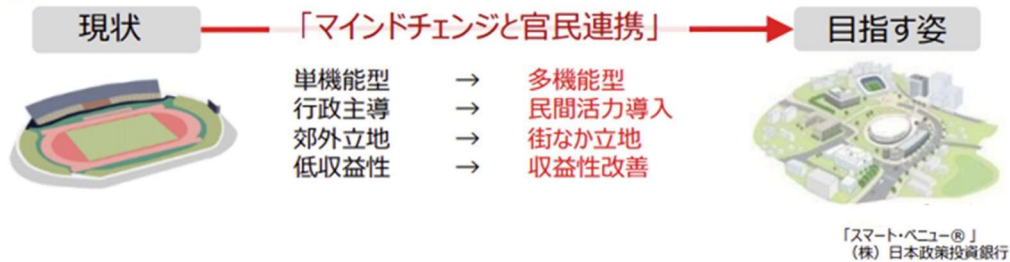 現状 「マインドチェンジと官民連携」 目指す姿
単機能型 → 多機能型
行政主導 → 民間活力導入
郊外立地 → 街なか立地
低収益性 → 収益性改善
「スマート・ベニュー®」
（株）日本政策投資銀行